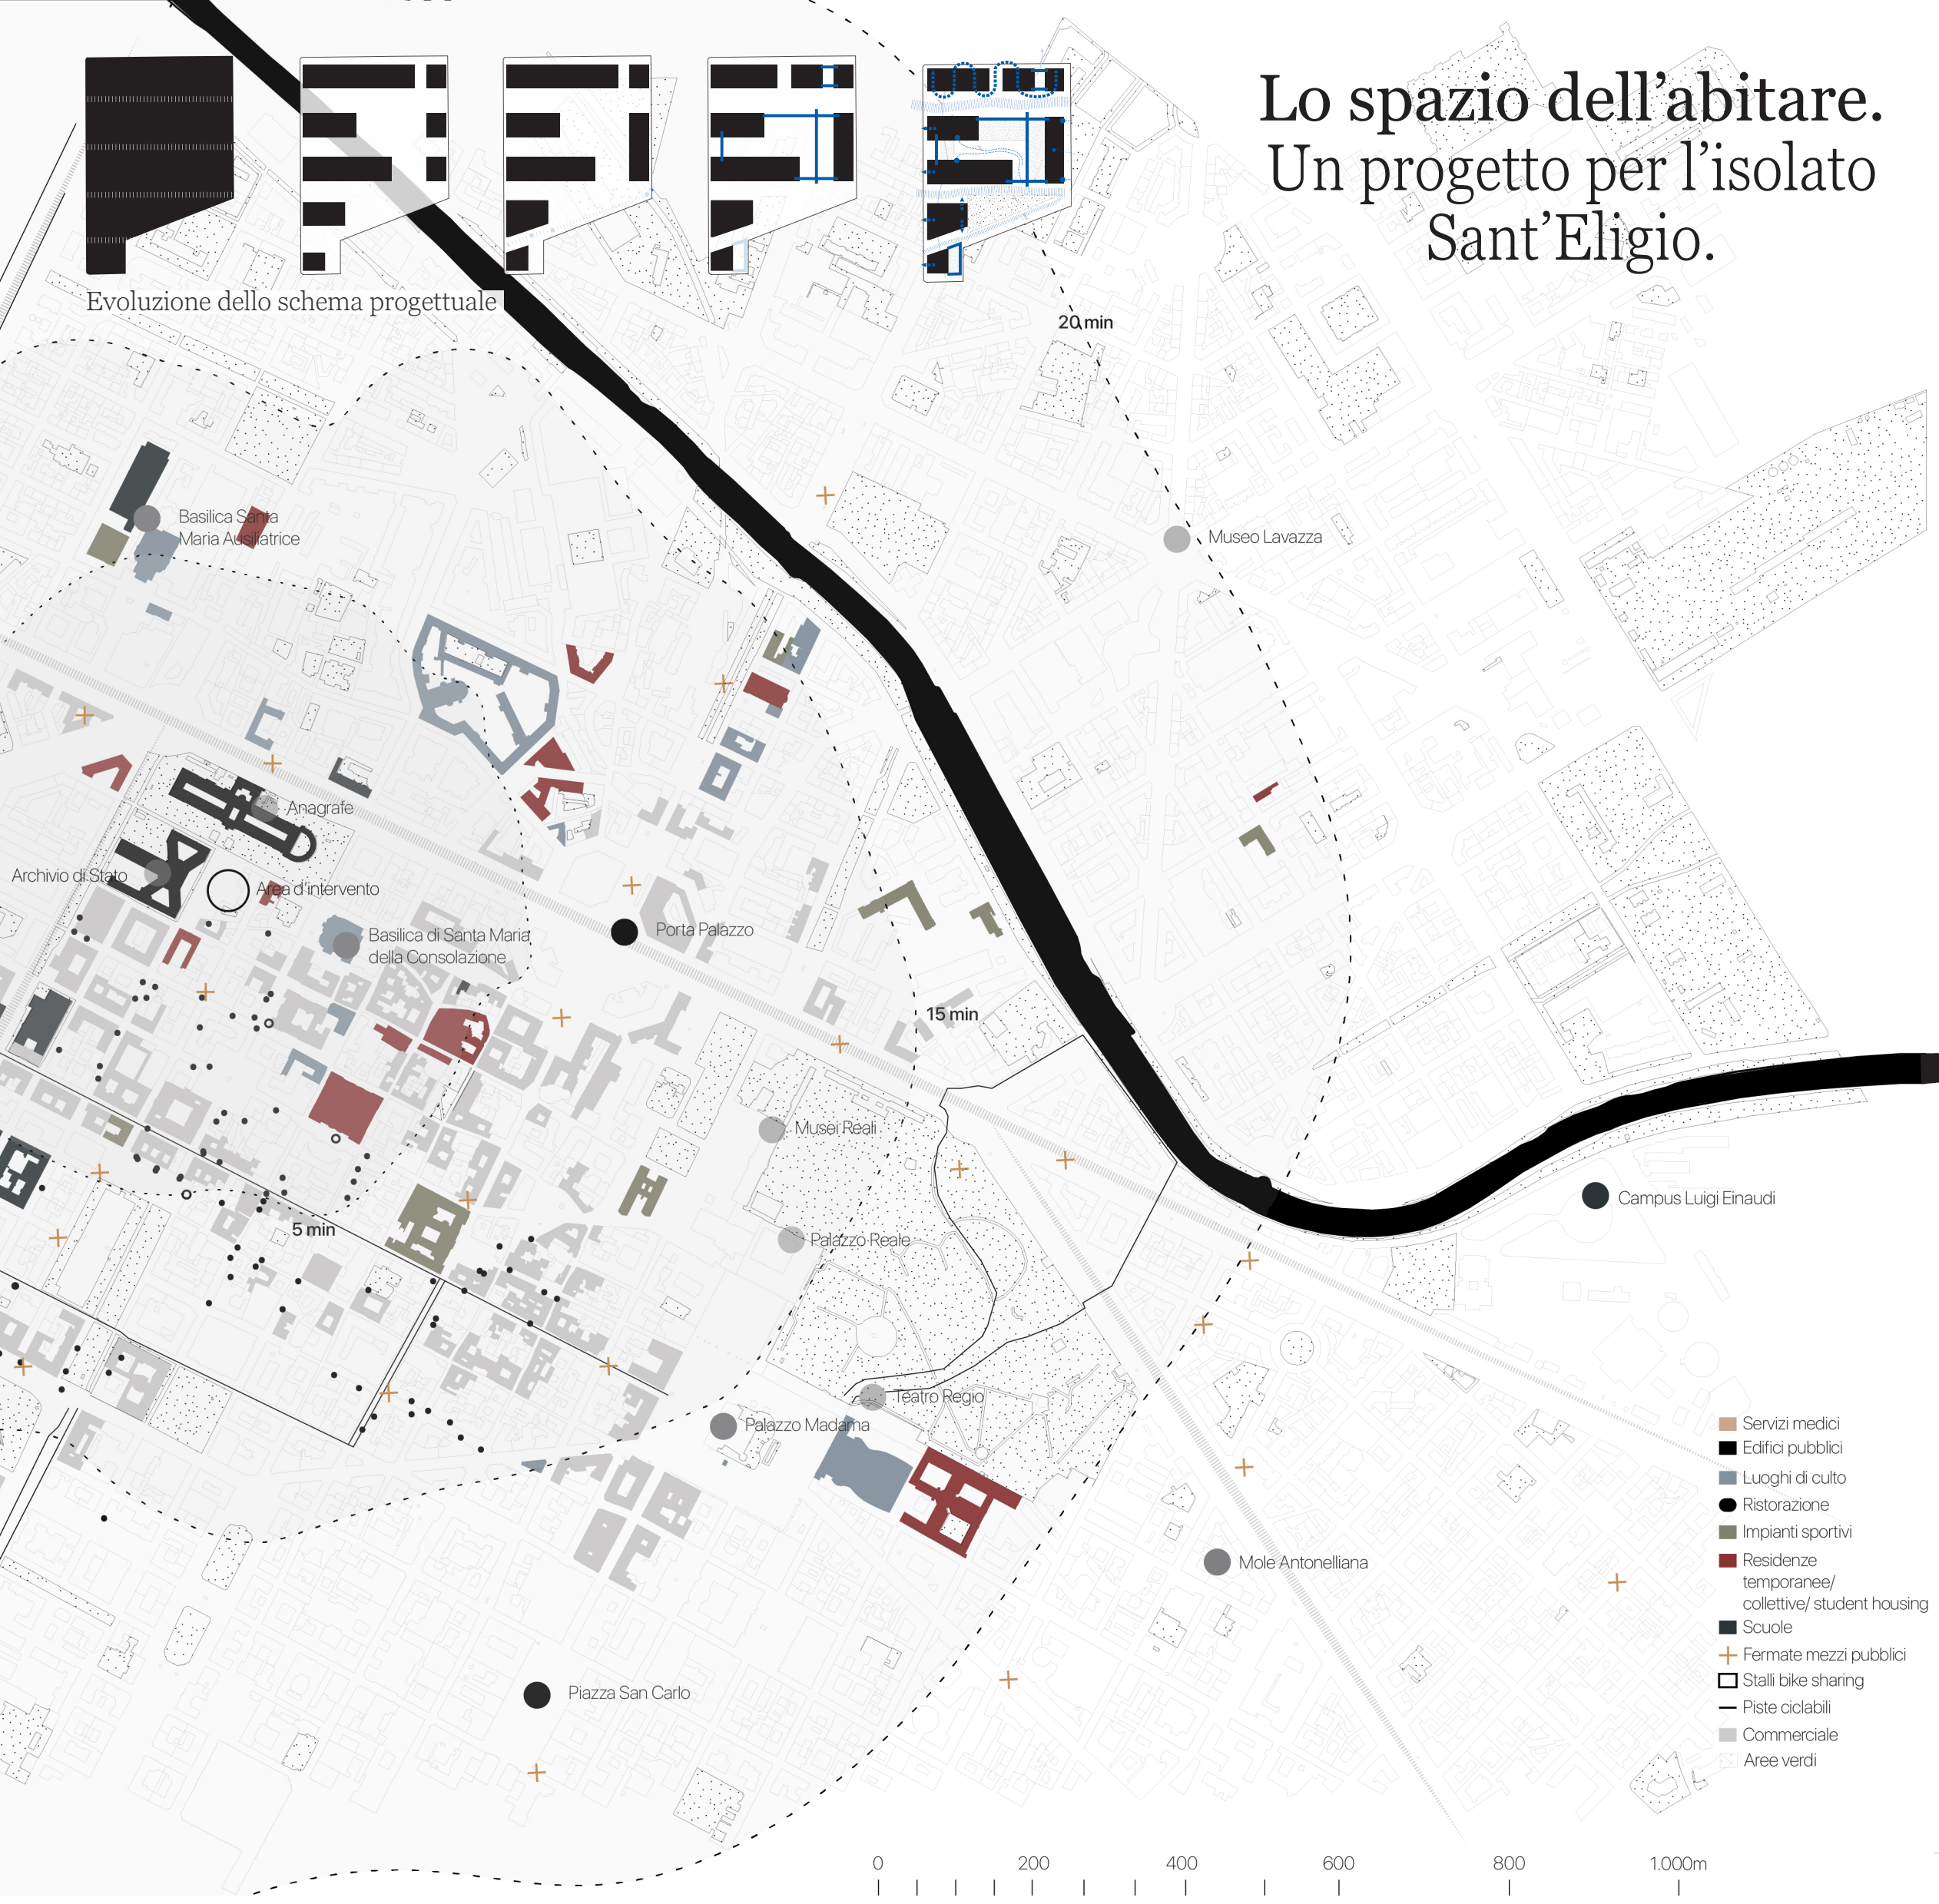 Lo spazio dell’abitare.
Un progetto per l’isolato
Sant’Eligio.
Evoluzione dello schema progettuale
20 min
Basilica Santa
Maria Ausiliatrice
Museo Lavazza
Anagrafe
Archivio di Stato
Area d’intervento
Basilica di Santa Maria
della Consolazione
Porta Palazzo
15 min
Musei Reali
Campus Luigi Einaudi
5 min
Palazzo Reale
Teatro Regio
Palazzo Madama
Mole Antonelliana
Piazza San Carlo
Servizi medici
Edifici pubblici
Luoghi di culto
Ristorazione
Impianti sportivi
Residenze
temporanee/
collettive/ student housing
Scuole
Fermate mezzi pubblici
Stalli bike sharing
Piste ciclabili
Commerciale
Aree verdi
0 200 400 600 800 1.000m